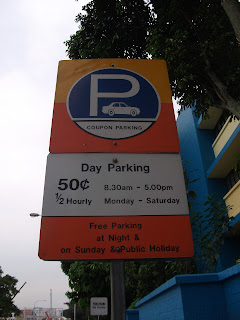 P
COUPON PARKING
Day Parking
50¢ 8.30am - 5.00pm
½ Hourly Monday - Saturday
Free Parking
at Night &
on Sunday & Public Holiday